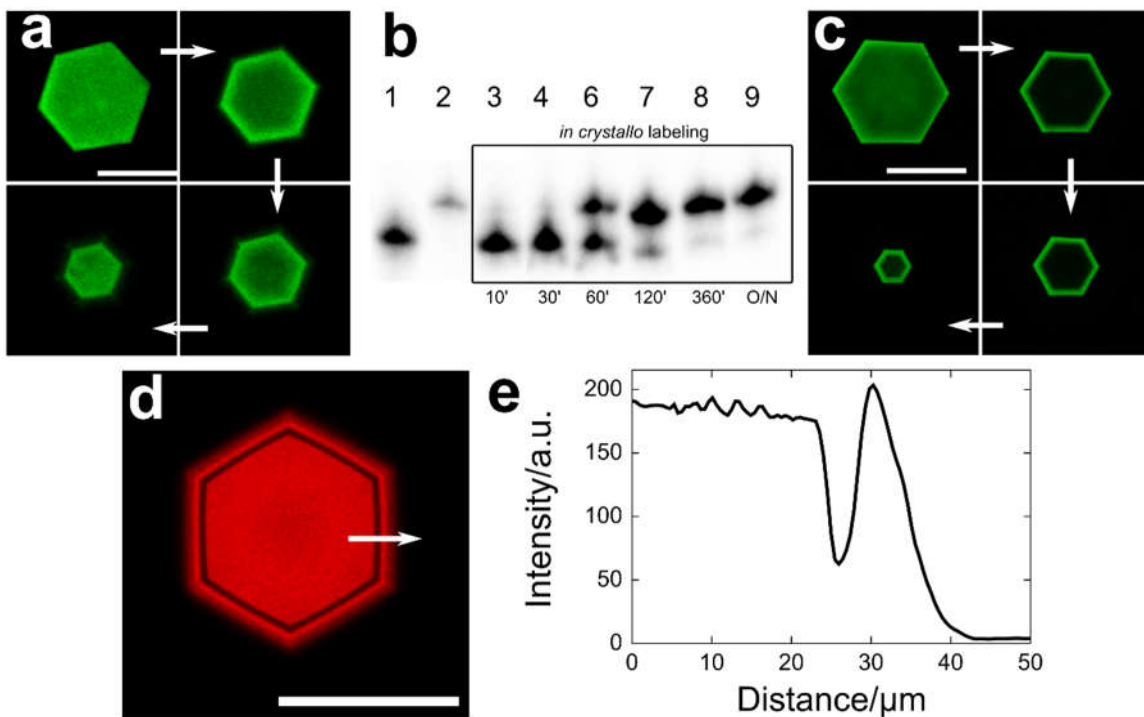 a
b
c
1 2 3 4 6 7 8 9
in crystallo labeling
10' 30' 60' 120' 360' O/N
d
e
Intensity/a.u.
200
150
100
50
0
0 10 20 30 40 50
Distance/μm